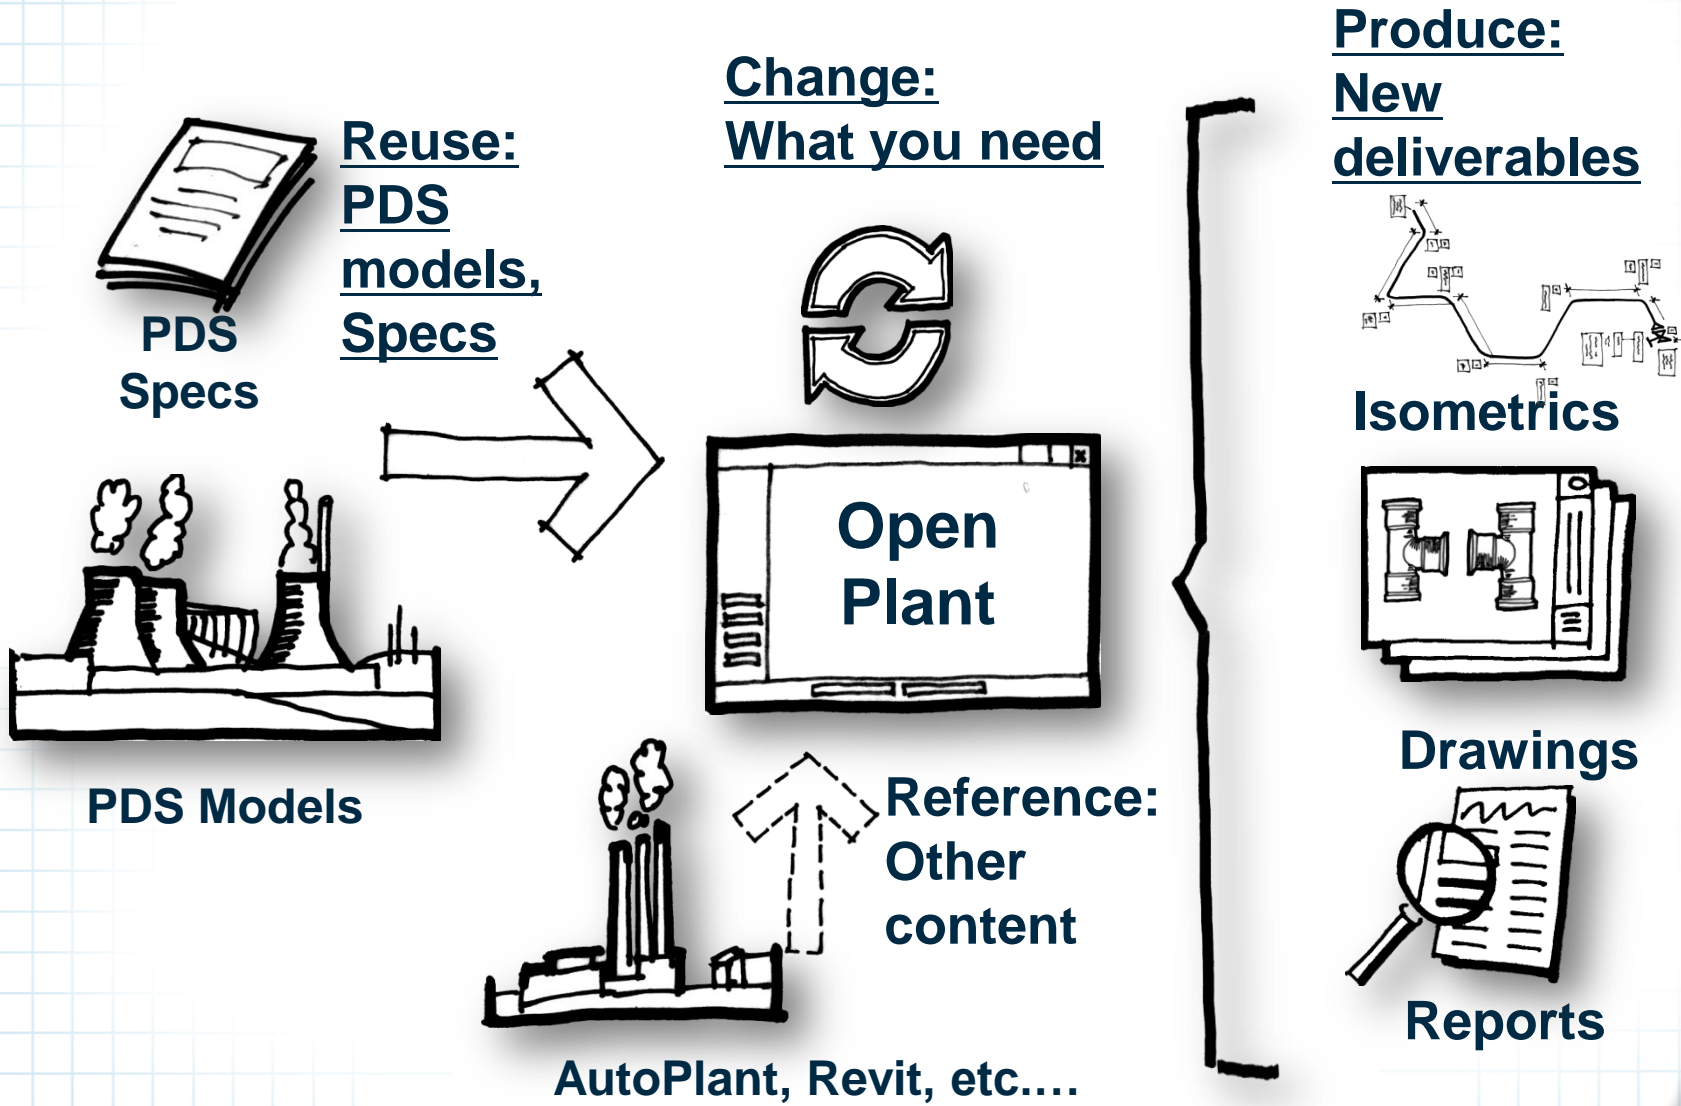 Reuse:
PDS
models,
Specs
PDS
Specs
PDS Models
Change:
What you need
Open
Plant
Reference:
Other
content
AutoPlant, Revit, etc....
Produce:
New
deliverables
Isometrics
Drawings
Reports